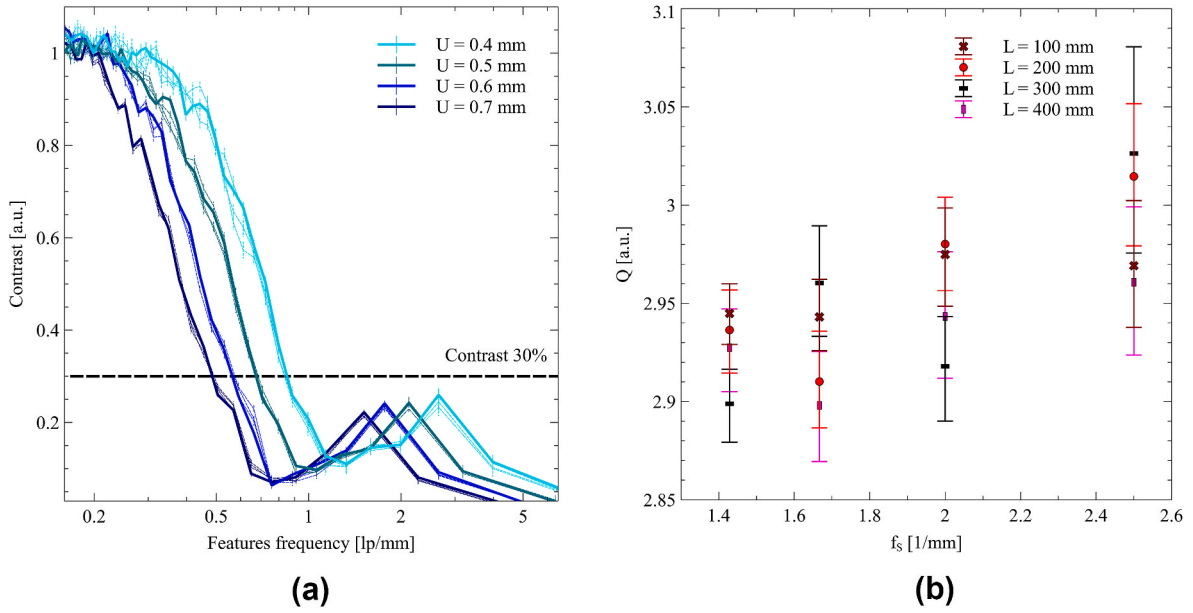 (a)
Contrast [a.u.]
1
0.8
0.6
0.4
0.2
U = 0.4 mm
U = 0.5 mm
U = 0.6 mm
U = 0.7 mm
Contrast 30%
0.2
0.5
1
2
5
Features frequency [lp/mm]
(a)
Q [a.u.]
3.1
3.05
3
2.95
2.9
2.85
L = 100 mm
L = 200 mm
L = 300 mm
L = 400 mm
1.4
1.6
1.8
2
2.2
2.4
2.6
fS [1/mm]
(b)